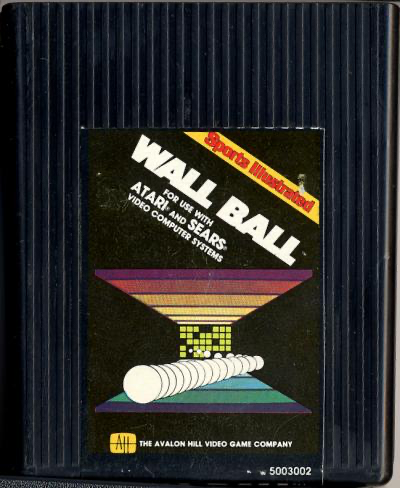 Sports Illustrated
WALL BALL
FOR USE WITH
ATARI® AND SEARS®
VIDEO COMPUTER SYSTEMS
AH THE AVALON HILL VIDEO GAME COMPANY
5003002